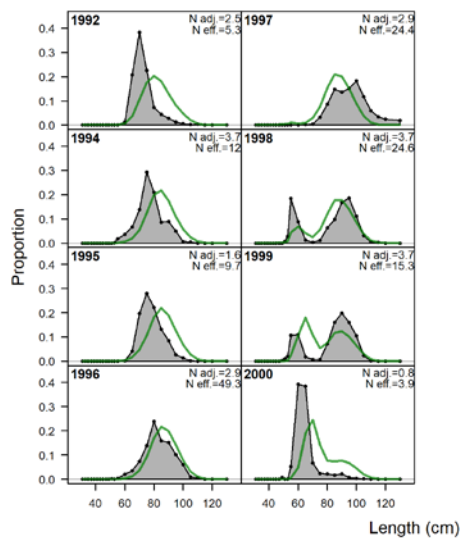 1992
N adj.=2.5
N eff.=5.3
1997
N adj.=2.9
N eff.=24.4
0.4
0.3
0.2
0.1
0.0
1994
N adj.=3.7
N eff.=12
1998
N adj.=3.7
N eff.=24.6
0.4
0.3
0.2
0.1
0.0
Proportion
1995
N adj.=1.6
N eff.=9.7
1999
N adj.=3.7
N eff.=15.3
0.4
0.3
0.2
0.1
0.0
1996
N adj.=2.9
N eff.=49.3
2000
N adj.=0.8
N eff.=3.9
0.4
0.3
0.2
0.1
0.0
40 60 80 100 120 40 60 80 100 120
Length (cm)